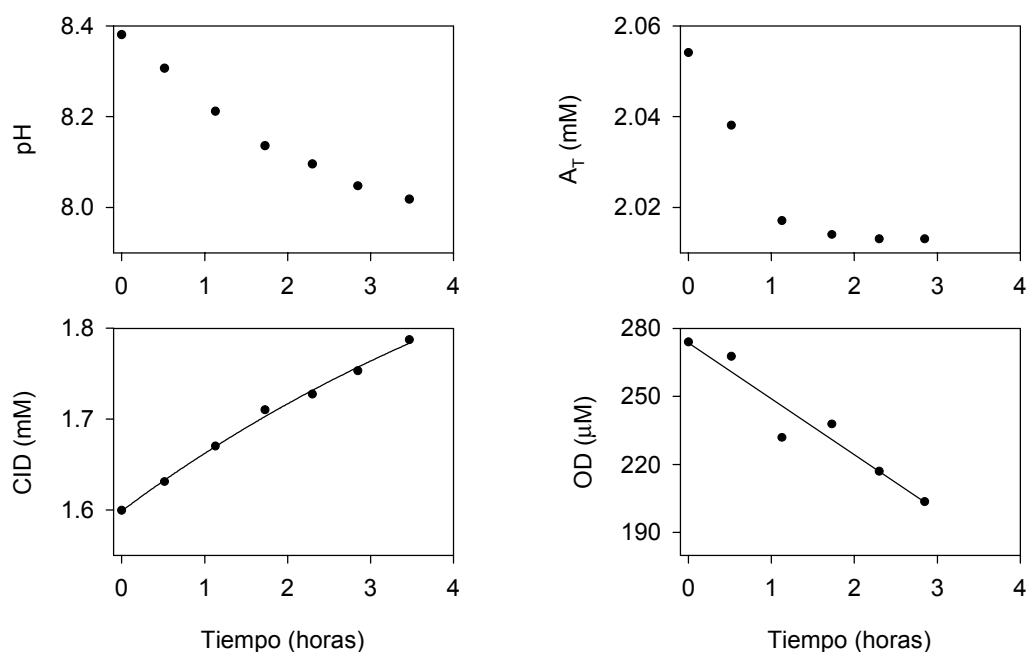 8.4
8.2
8.0
pH
0 1 2 3 4
2.06
2.04
2.02
A_T (mM)
0 1 2 3 4
1.8
1.7
1.6
CID (mM)
0 1 2 3 4
Tiempo (horas)
280
250
220
190
OD (μM)
0 1 2 3 4
Tiempo (horas)